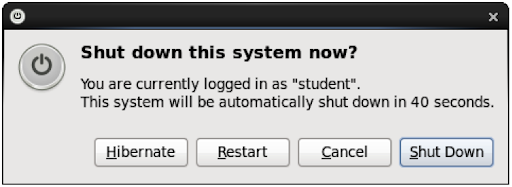 Shut down this system now?
You are currently logged in as "student".
This system will be automatically shut down in 40 seconds.
Hibernate Restart Cancel Shut Down